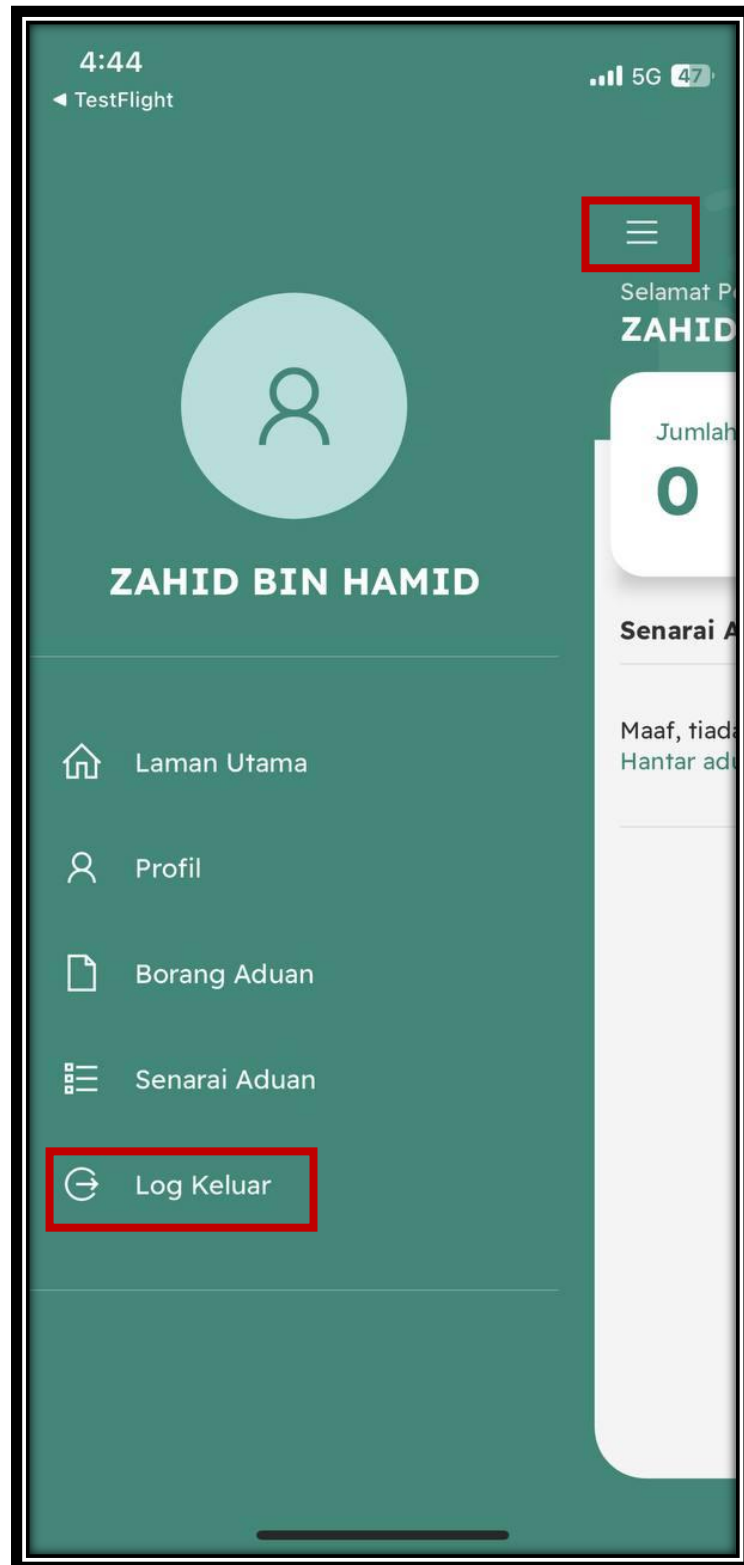 4:44
5G 47
TestFlight
ZAHID BIN HAMID
Laman Utama
Profil
Borang Aduan
Senarai Aduan
Log Keluar
Selamat
ZAHID
Jumlah
0
Senarai A
Maaf, tiada
Hantar adu